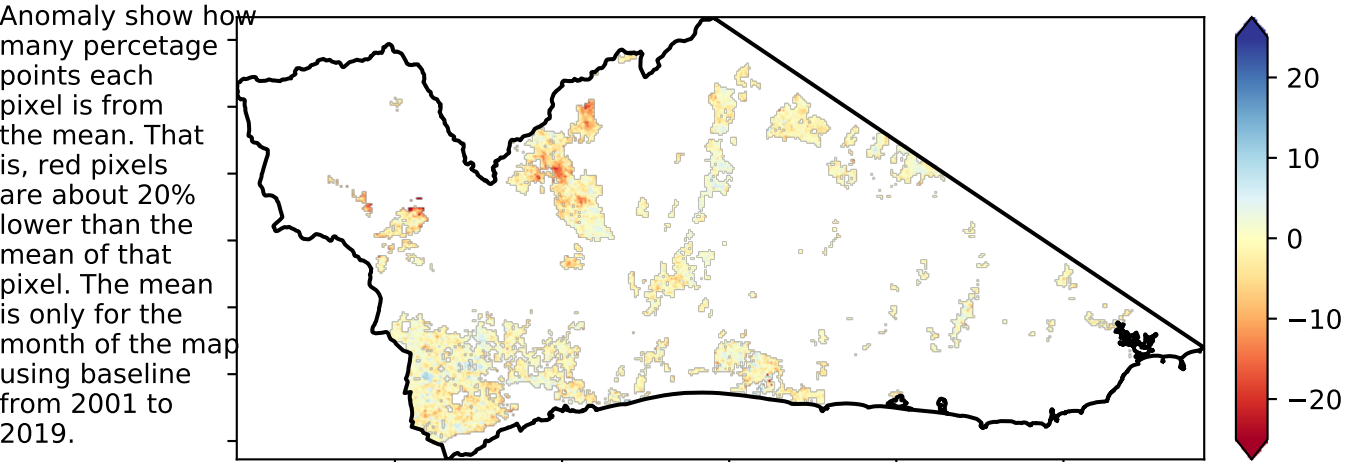 Anomaly show how
many percetage
points each
pixel is from
the mean. That
is, red pixels
are about 20%
lower than the
mean of that
pixel. The mean
is only for the
month of the map
using baseline
from 2001 to
2019.
20
10
0
−10
−20